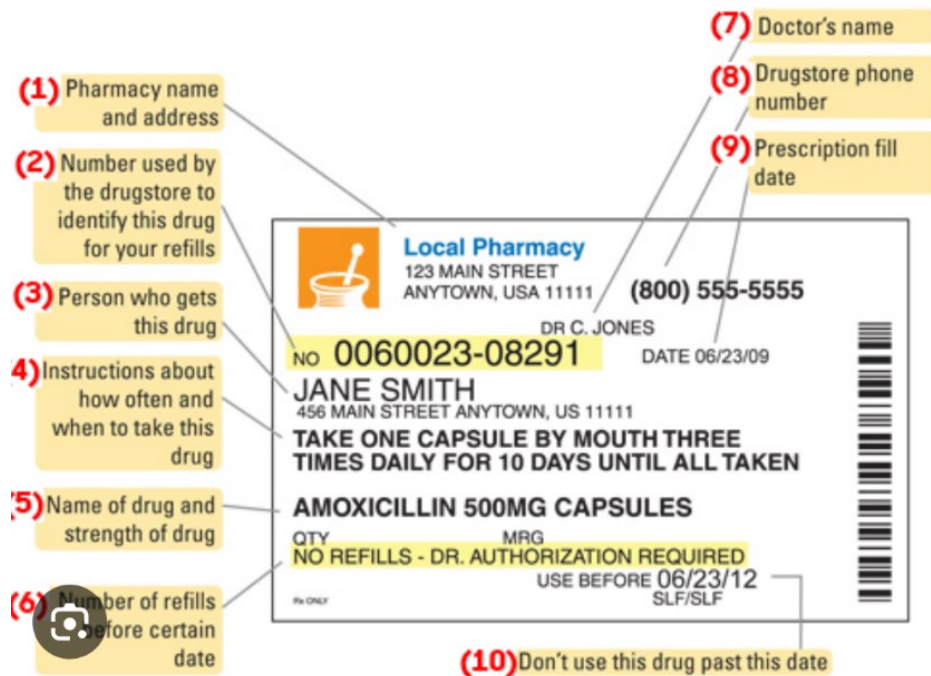 (1) Pharmacy name
and address
(2) Number used by
the drugstore to
identify this drug
for your refills
(3) Person who gets
this drug
4) Instructions about
how often and
when to take this
drug
(5) Name of drug and
strength of drug
(6) Number of refills
before certain
date
(7) Doctor's name
(8) Drugstore phone
number
(9) Prescription fill
date
Local Pharmacy
123 MAIN STREET
ANYTOWN, USA 11111
(800) 555-5555
DR C. JONES
NO 0060023-08291
DATE 06/23/09
JANE SMITH
456 MAIN STREET ANYTOWN, US 11111
TAKE ONE CAPSULE BY MOUTH THREE
TIMES DAILY FOR 10 DAYS UNTIL ALL TAKEN
AMOXICILLIN 500MG CAPSULES
QTY MRG
NO REFILLS - DR. AUTHORIZATION REQUIRED
USE BEFORE 06/23/12
SLF/SLF
Rx ONLY
(10) Don't use this drug past this date